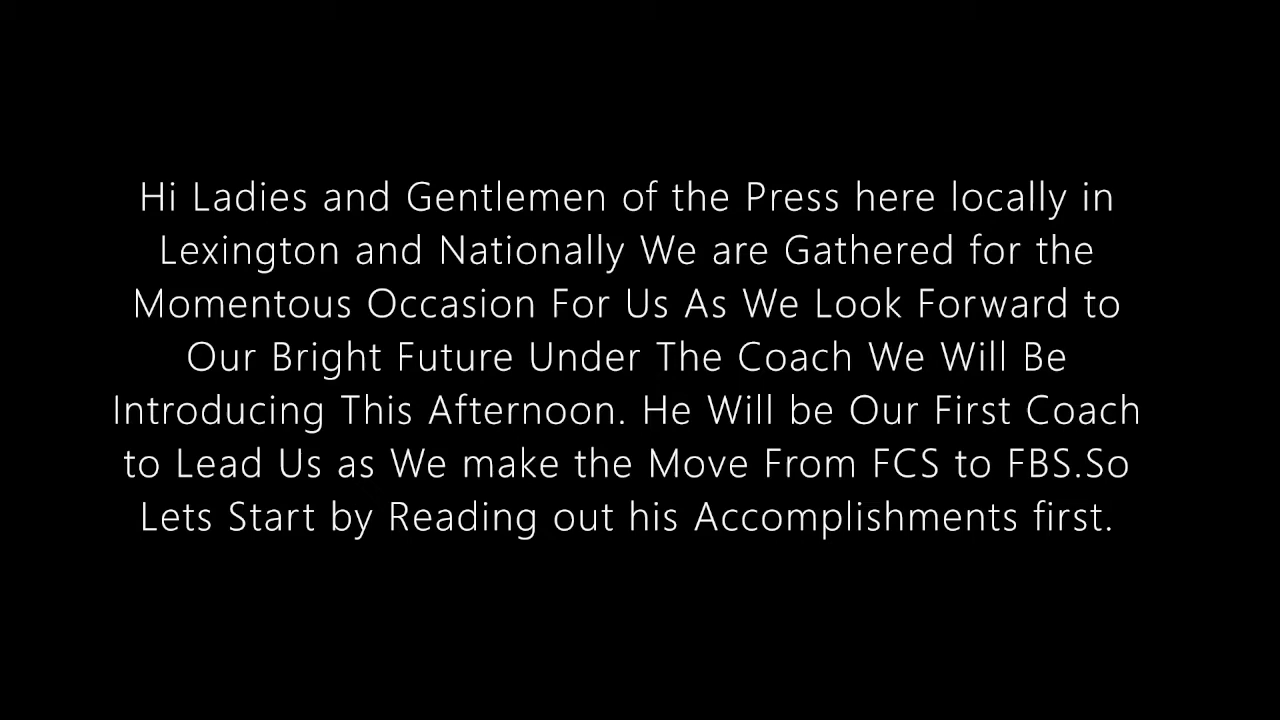 Hi Ladies and Gentlemen of the Press here locally in
Lexington and Nationally We are Gathered for the
Momentous Occasion For Us As We Look Forward to
Our Bright Future Under The Coach We Will Be
Introducing This Afternoon. He Will be Our First Coach
to Lead Us as We make the Move From FCS to FBS.So
Lets Start by Reading out his Accomplishments first.